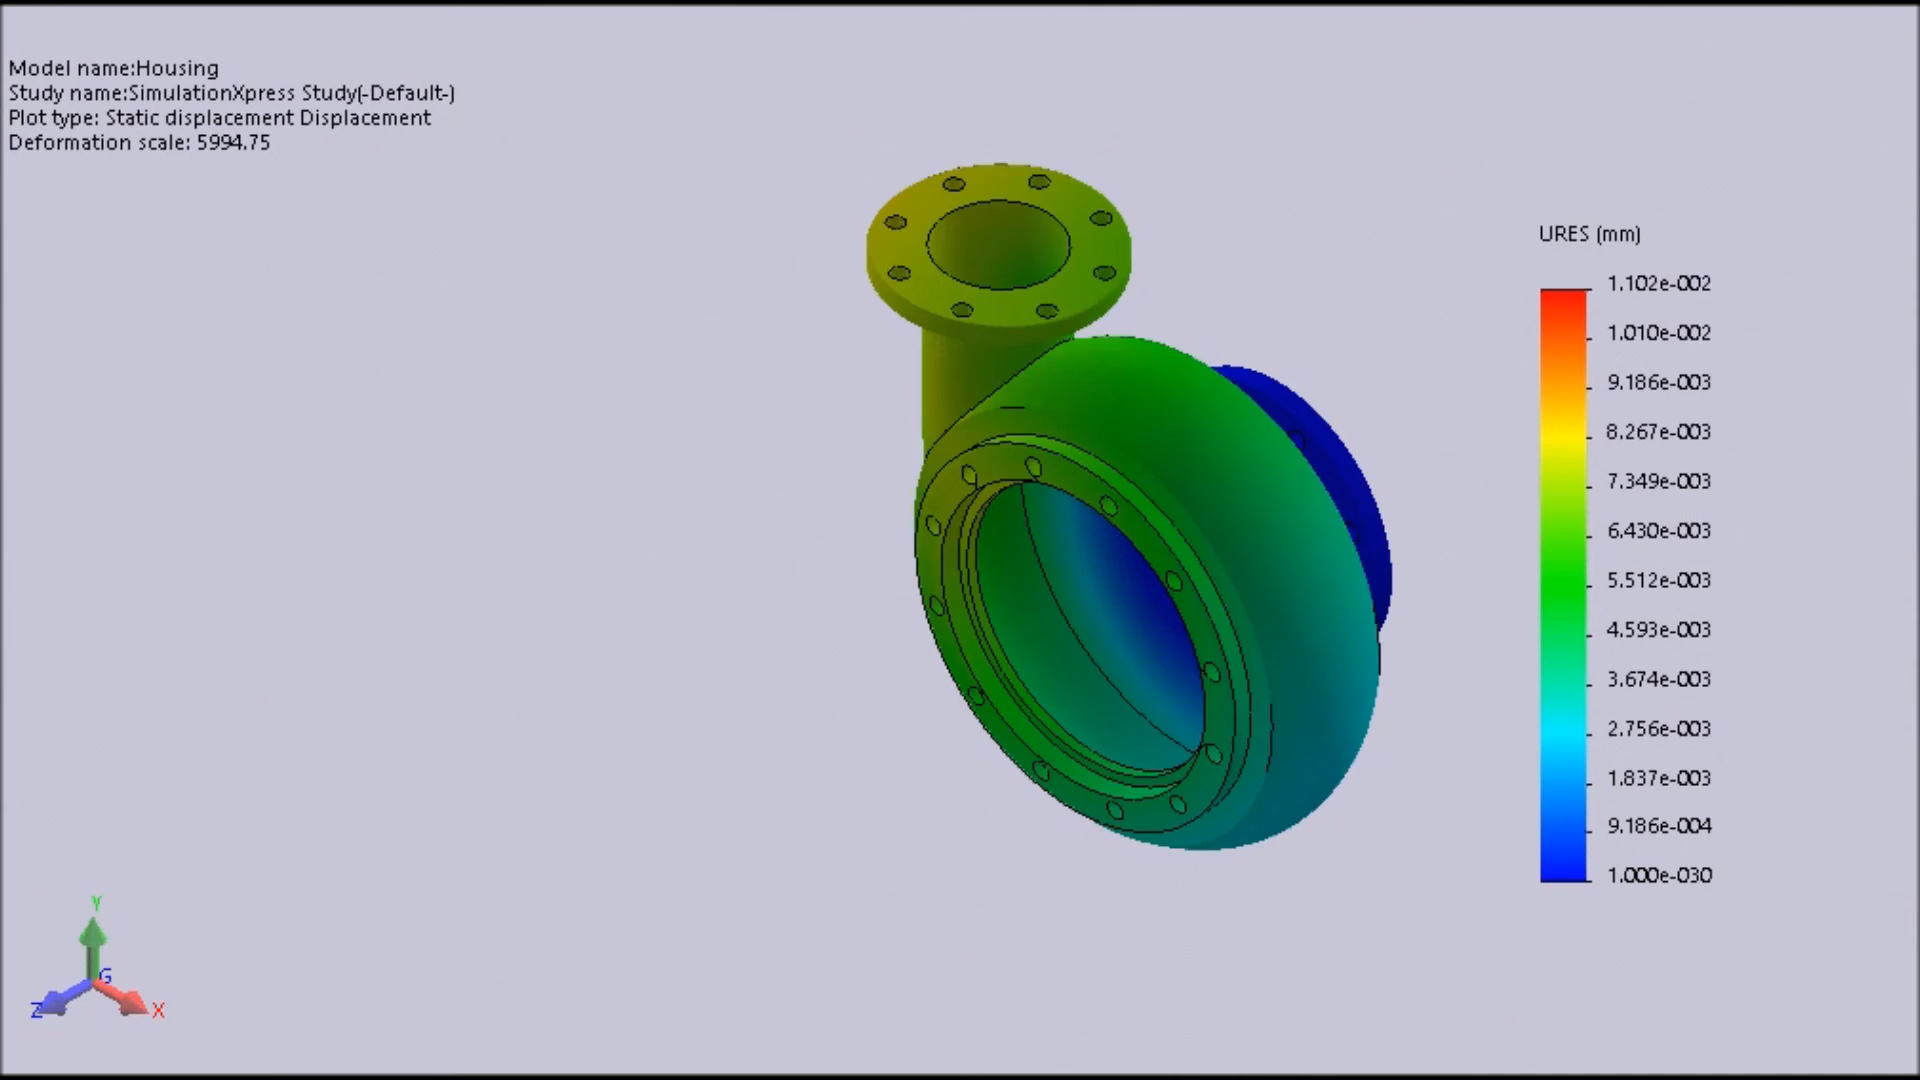 Model name:Housing
Study name:SimulationXpress Study(-Default-)
Plot type: Static displacement Displacement
Deformation scale: 5994.75
URES (mm)
1.102e-002
1.010e-002
9.186e-003
8.267e-003
7.349e-003
6.430e-003
5.512e-003
4.593e-003
3.674e-003
2.756e-003
1.837e-003
9.186e-004
1.000e-030
Y
G
Z
X